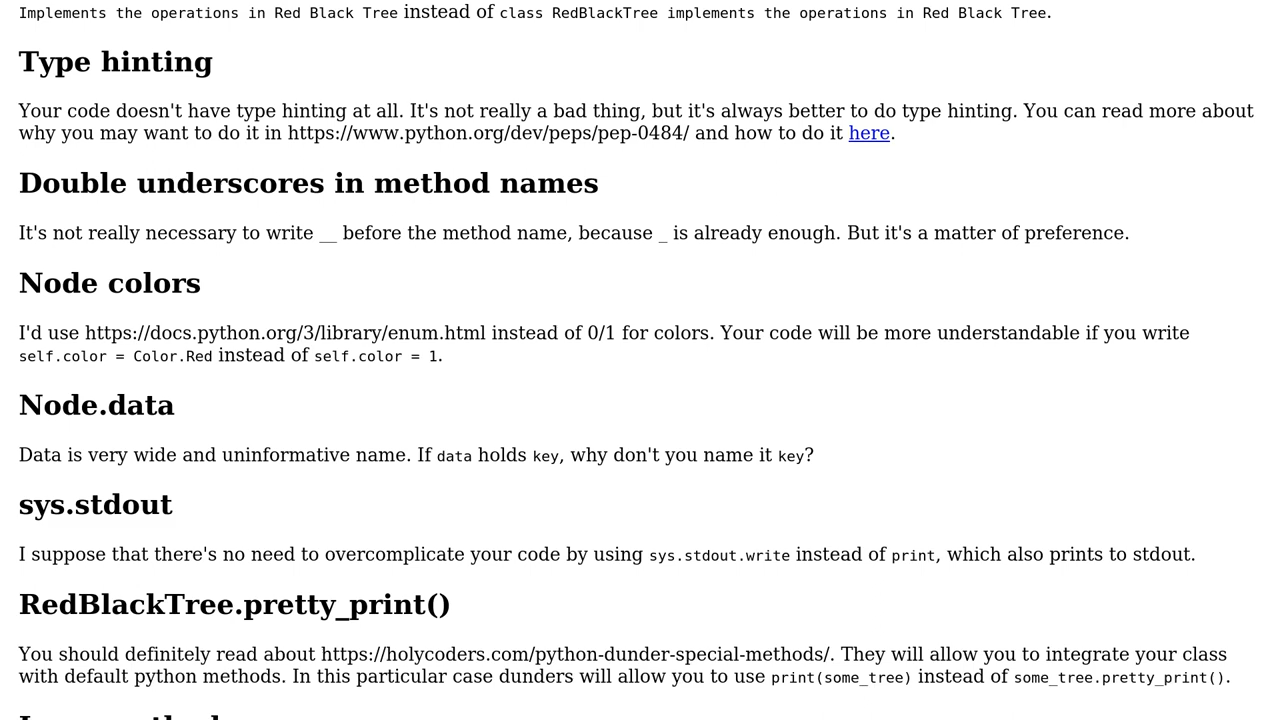 Implements the operations in Red Black Tree instead of class RedBlackTree implements the operations in Red Black Tree.
Type hinting
Your code doesn't have type hinting at all. It's not really a bad thing, but it's always better to do type hinting. You can read more about
why you may want to do it in https://www.python.org/dev/peps/pep-0484/ and how to do it here.
Double underscores in method names
It's not really necessary to write __ before the method name, because _ is already enough. But it's a matter of preference.
Node colors
I'd use https://docs.python.org/3/library/enum.html instead of 0/1 for colors. Your code will be more understandable if you write
self.color = Color.Red instead of self.color = 1.
Node.data
Data is very wide and uninformative name. If data holds key, why don't you name it key?
sys.stdout
I suppose that there's no need to overcomplicate your code by using sys.stdout.write instead of print, which also prints to stdout.
RedBlackTree.pretty_print()
You should definitely read about https://holycoders.com/python-dunder-special-methods/. They will allow you to integrate your class
with default python methods. In this particular case dunders will allow you to use print(some_tree) instead of some_tree.pretty_print().